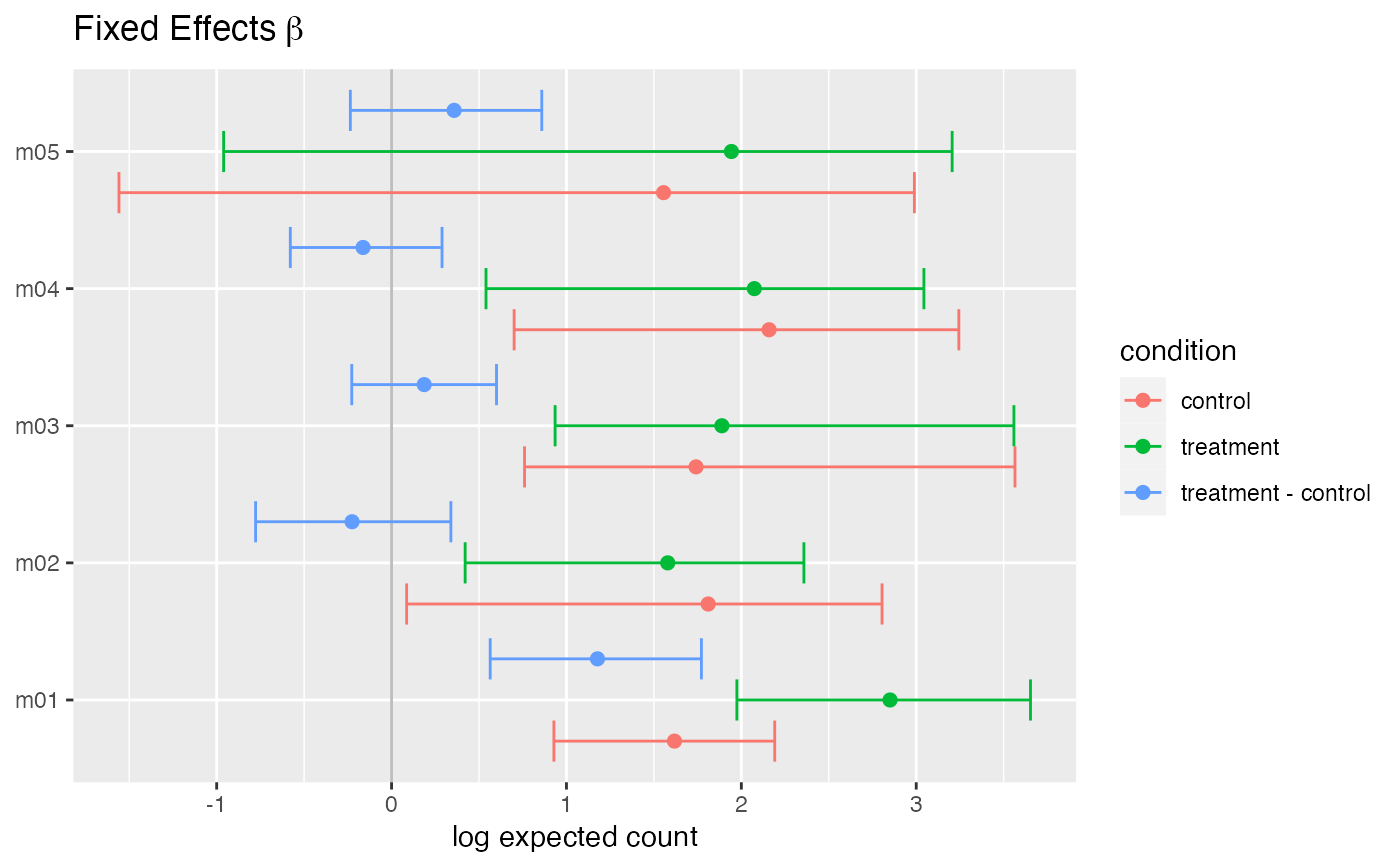 Fixed Effects β
m05
m04
m03
m02
m01
-1 0 1 2 3
log expected count
condition
control
treatment
treatment - control